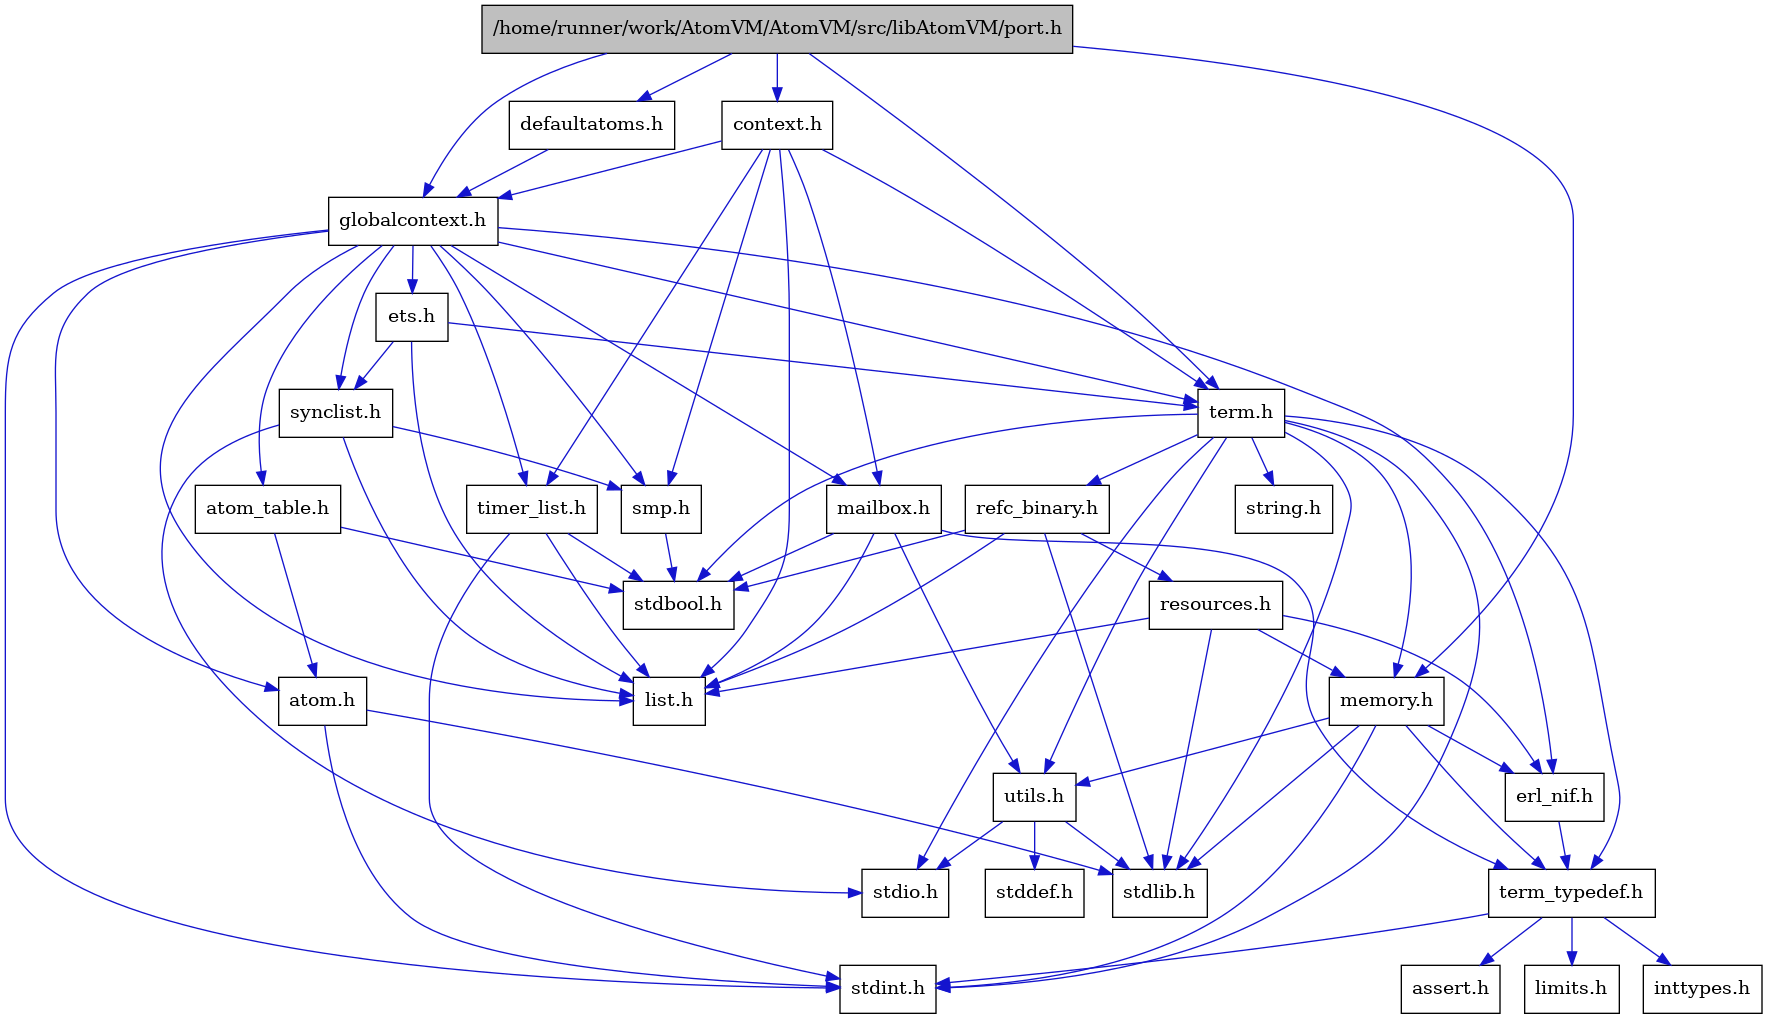 /home/runner/work/AtomVM/AtomVM/src/libAtomVM/port.h
defaultatoms.h
context.h
globalcontext.h
ets.h
synclist.h
term.h
atom_table.h
timer_list.h
smp.h
mailbox.h
refc_binary.h
string.h
stdbool.h
resources.h
atom.h
list.h
memory.h
utils.h
erl_nif.h
stdio.h
stddef.h
stdlib.h
term_typedef.h
stdint.h
assert.h
limits.h
inttypes.h